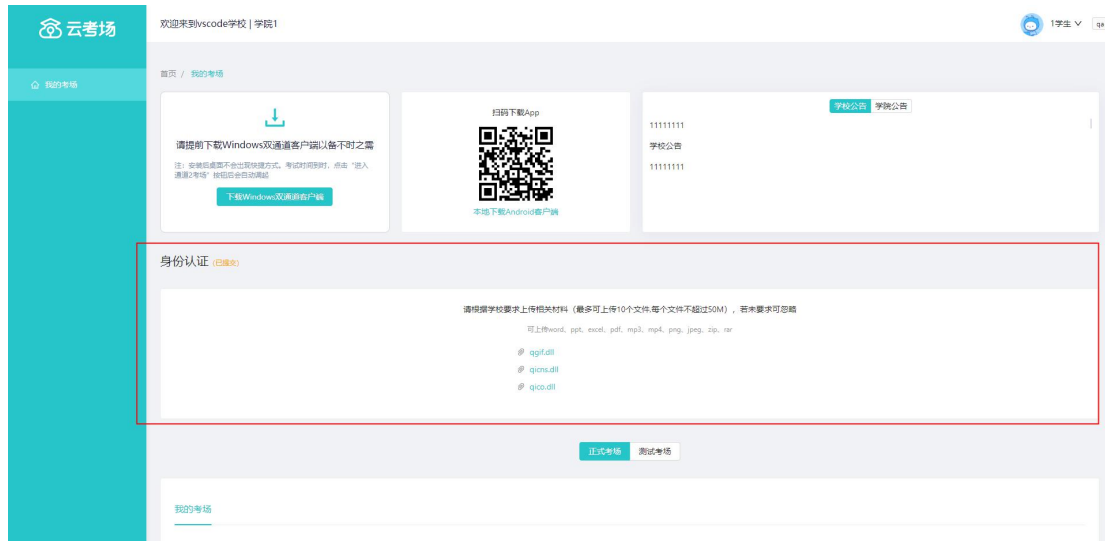 云考场
欢迎来到vscode学校 | 学院1
1学生
我的考场
首页 / 我的考场
请提前下载Windows双通道客户端以备不时之需
注：安装后桌面不会出现快捷方式。考试时间到时，点击“进入
通道2考场”按钮后会自动调起
下载Windows双通道客户端
扫码下载App
本地下载Android客户端
学校公告 学院公告
11111111
学校公告
11111111
身份认证 (已提交)
请根据学校要求上传相关材料（最多可上传10个文件,每个文件不超过50M），若未要求可忽略
可上传word、ppt、excel、pdf、mp3、mp4、png、jpeg、zip、rar
qgif.dll
qicns.dll
qico.dll
正式考场 测试考场
我的考场